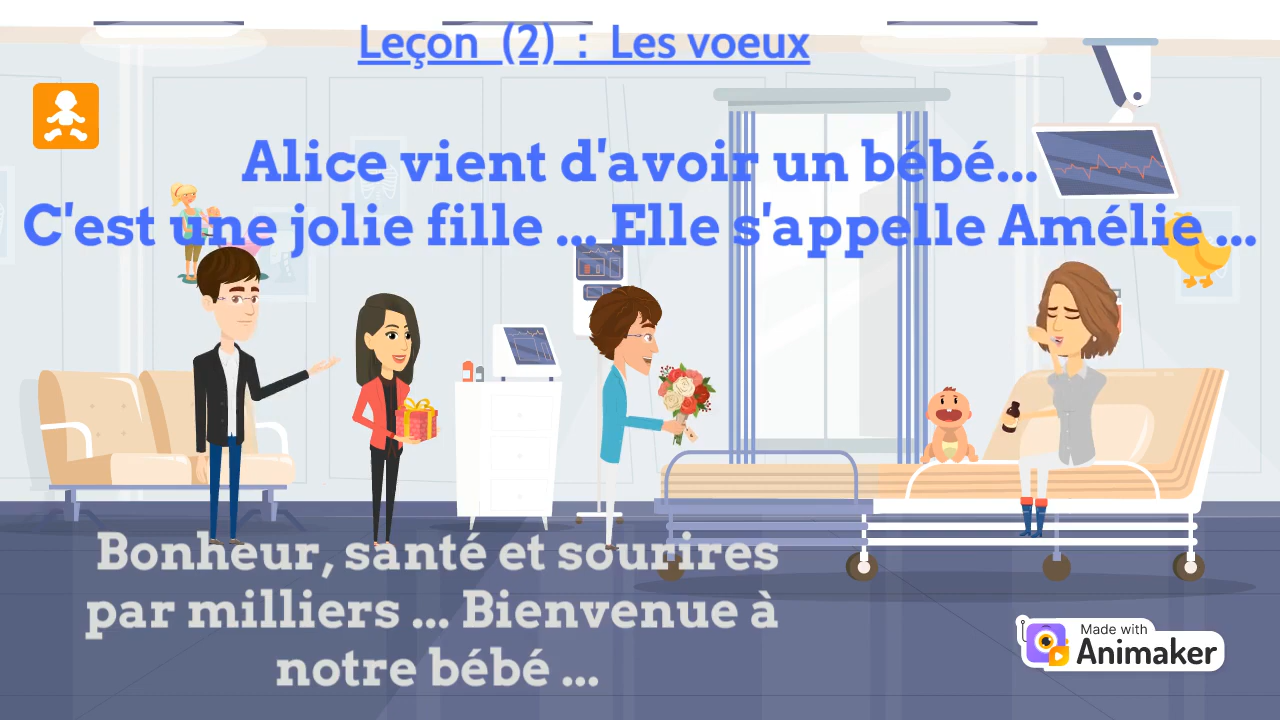 Leçon (2) : Les voeux
Alice vient d'avoir un bébé...
C'est une jolie fille ... Elle s'appelle Amélie ...
Bonheur, santé et sourires
par milliers ... Bienvenue à
notre bébé ...
Made with
Animaker